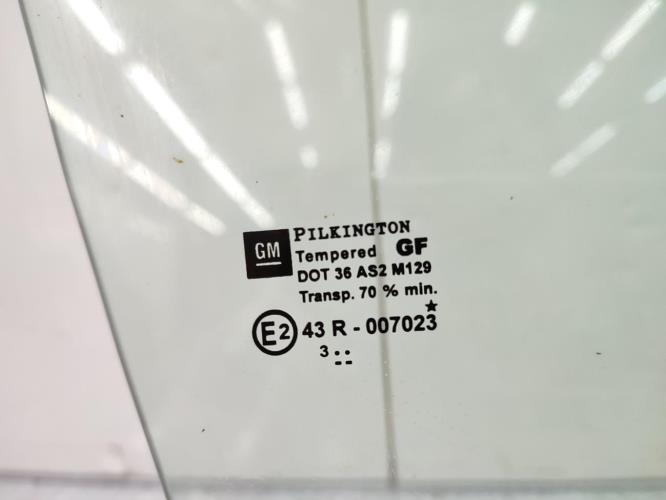 GM
PILKINGTON
Tempered GF
DOT 36 AS2 M129
Transp. 70 % min.
E2 43 R - 007023
3